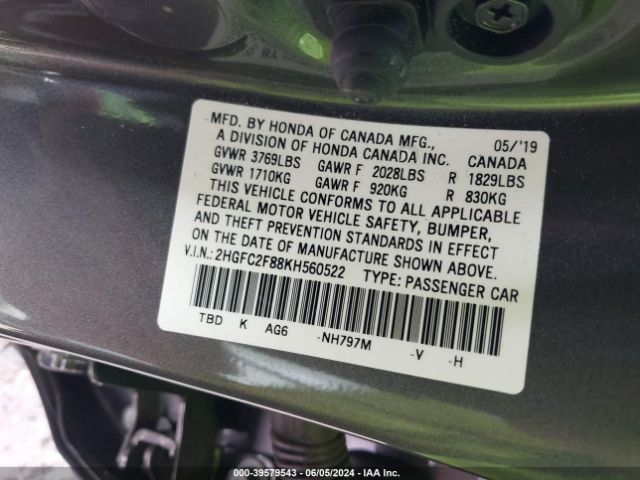 MFD. BY HONDA OF CANADA MFG., 05/'19
A DIVISION OF HONDA CANADA INC. CANADA
GVWR 3769LBS GAWR F 2028LBS R 1829LBS
GVWR 1710KG GAWR F 920KG R 830KG
THIS VEHICLE CONFORMS TO ALL APPLICABLE
FEDERAL MOTOR VEHICLE SAFETY, BUMPER,
AND THEFT PREVENTION STANDARDS IN EFFECT
ON THE DATE OF MANUFACTURE SHOWN ABOVE.
V.I.N.: 2HGFC2F88KH560522 TYPE: PASSENGER CAR
TBD K AG6 -NH797M -V -H
000-39579543 - 06/05/2024 - IAA Inc.